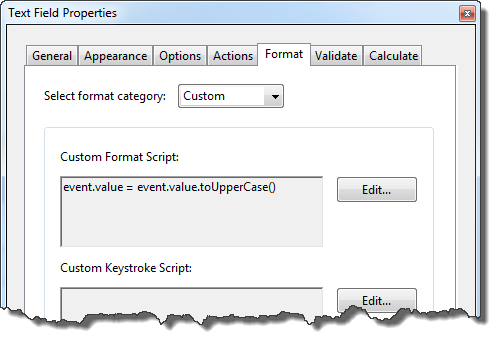 Text Field Properties
General Appearance Options Actions Format Validate Calculate
Select format category: Custom
Custom Format Script:
event.value = event.value.toUpperCase()
Edit...
Custom Keystroke Script:
Edit...